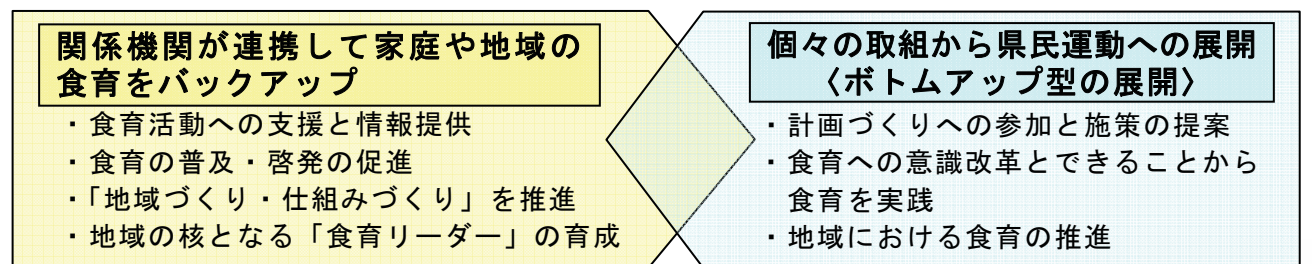 関係機関が連携して家庭や地域の
食育をバックアップ
・食育活動への支援と情報提供
・食育の普及・啓発の促進
・「地域づくり・仕組みづくり」を推進
・地域の核となる「食育リーダー」の育成
個々の取組から県民運動への展開
〈ボトムアップ型の展開〉
・計画づくりへの参加と施策の提案
・食育への意識改革とできることから
食育を実践
・地域における食育の推進